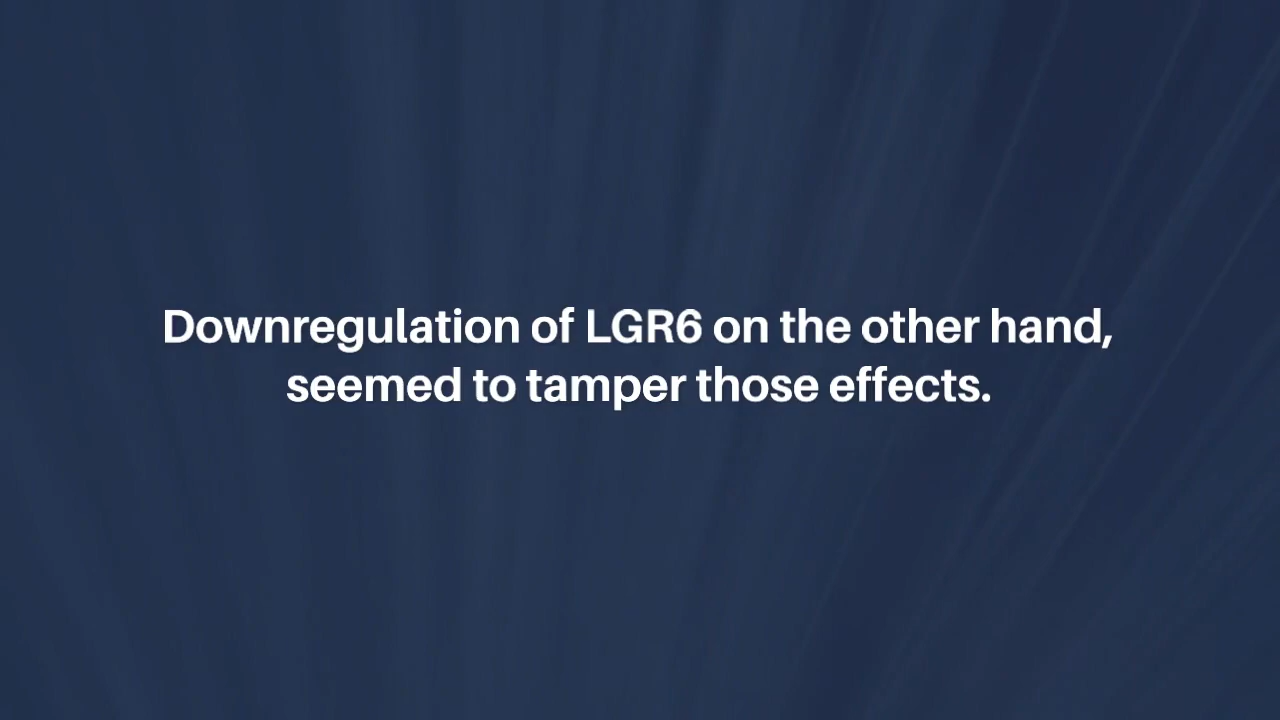 Downregulation of LGR6 on the other hand,
seemed to tamper those effects.